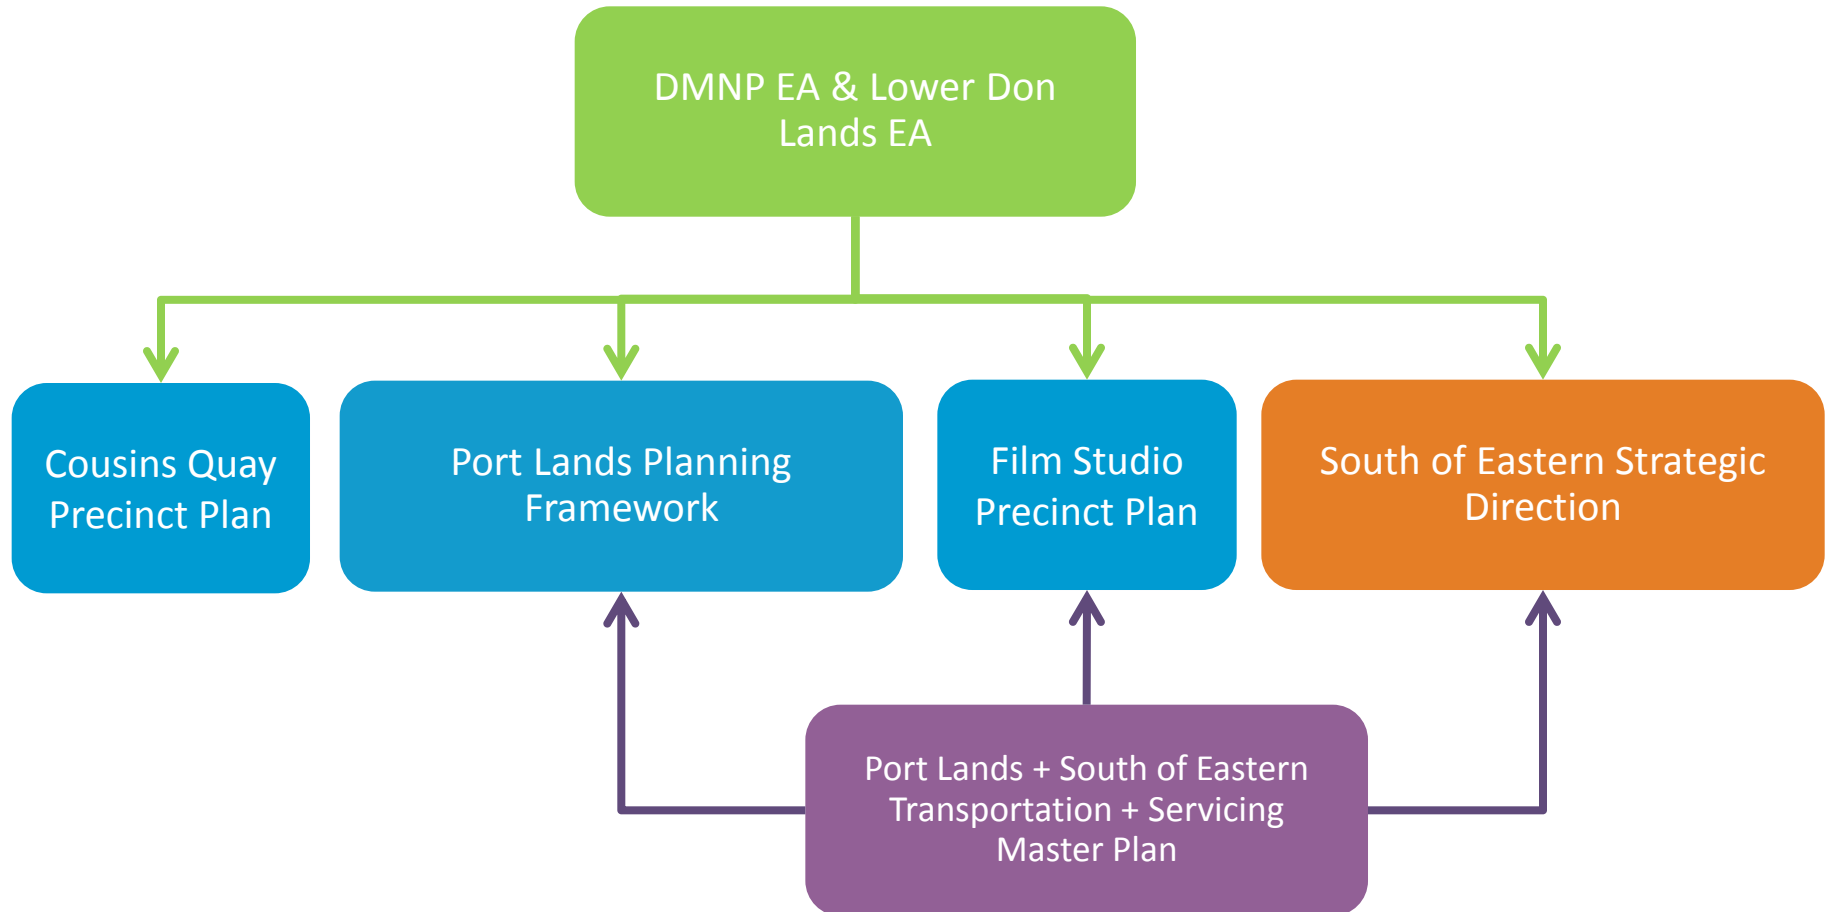 DMNP EA & Lower Don
Lands EA
Cousins Quay
Precinct Plan
Port Lands Planning
Framework
Film Studio
Precinct Plan
South of Eastern Strategic
Direction
Port Lands + South of Eastern
Transportation + Servicing
Master Plan